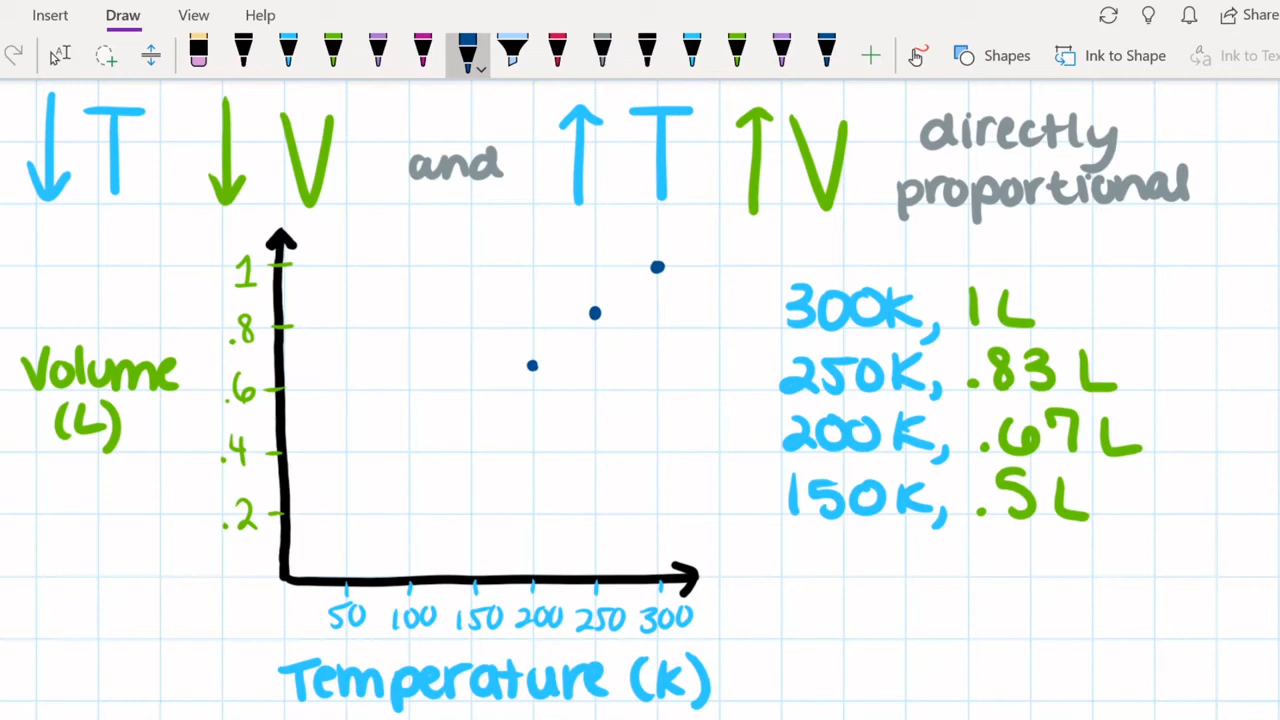 Insert Draw View Help Share
Ink to Shape Shapes Ink to Tex
↓T ↓V and ↑T ↑V directly
proportional
1
.8
.6
.4
.2
Volume
(L)
300K, 1 L
250K, .83 L
200K, .67 L
150K, .5 L
50 100 150 200 250 300
Temperature (K)